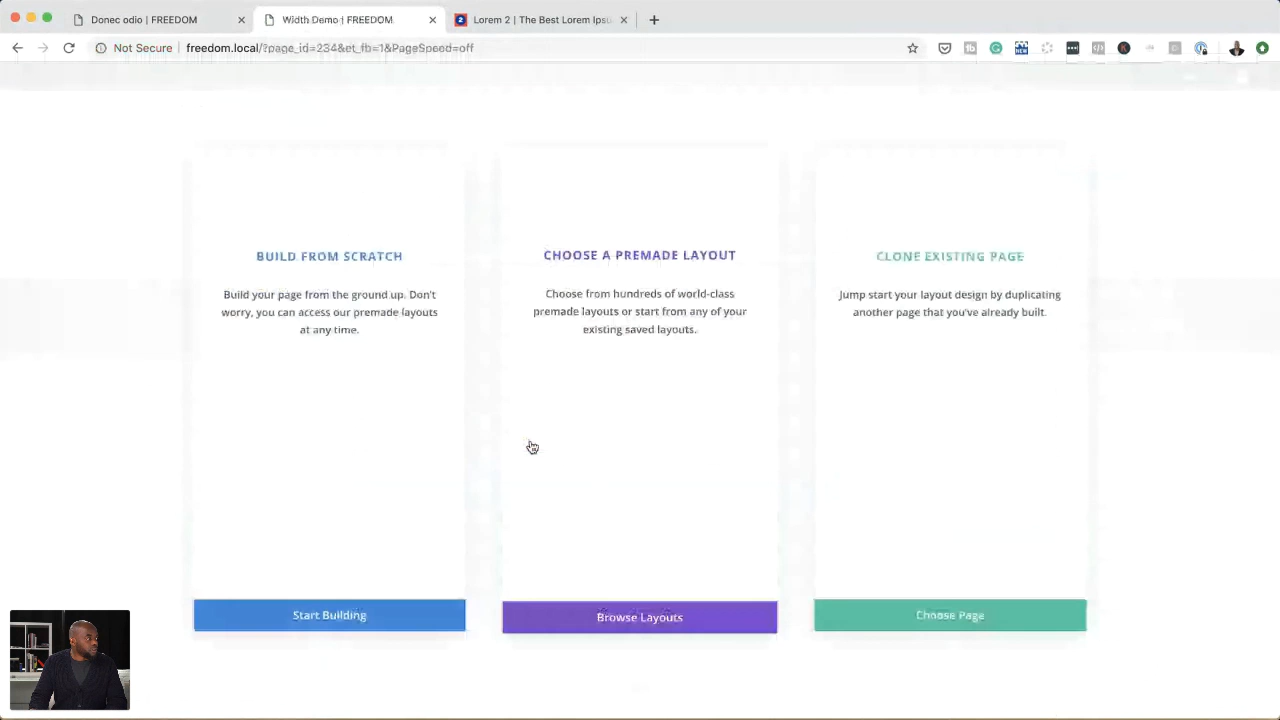 Donec odio | FREEDOM
Width Demo | FREEDOM
Lorem 2 | The Best Lorem Ipsu
Not Secure
freedom.local/?page_id=234&et_fb=1&PageSpeed=off
BUILD FROM SCRATCH
Build your page from the ground up. Don't
worry, you can access our premade layouts
at any time.
Start Building
CHOOSE A PREMADE LAYOUT
Choose from hundreds of world-class
premade layouts or start from any of your
existing saved layouts.
Browse Layouts
CLONE EXISTING PAGE
Jump start your layout design by duplicating
another page that you've already built.
Choose Page